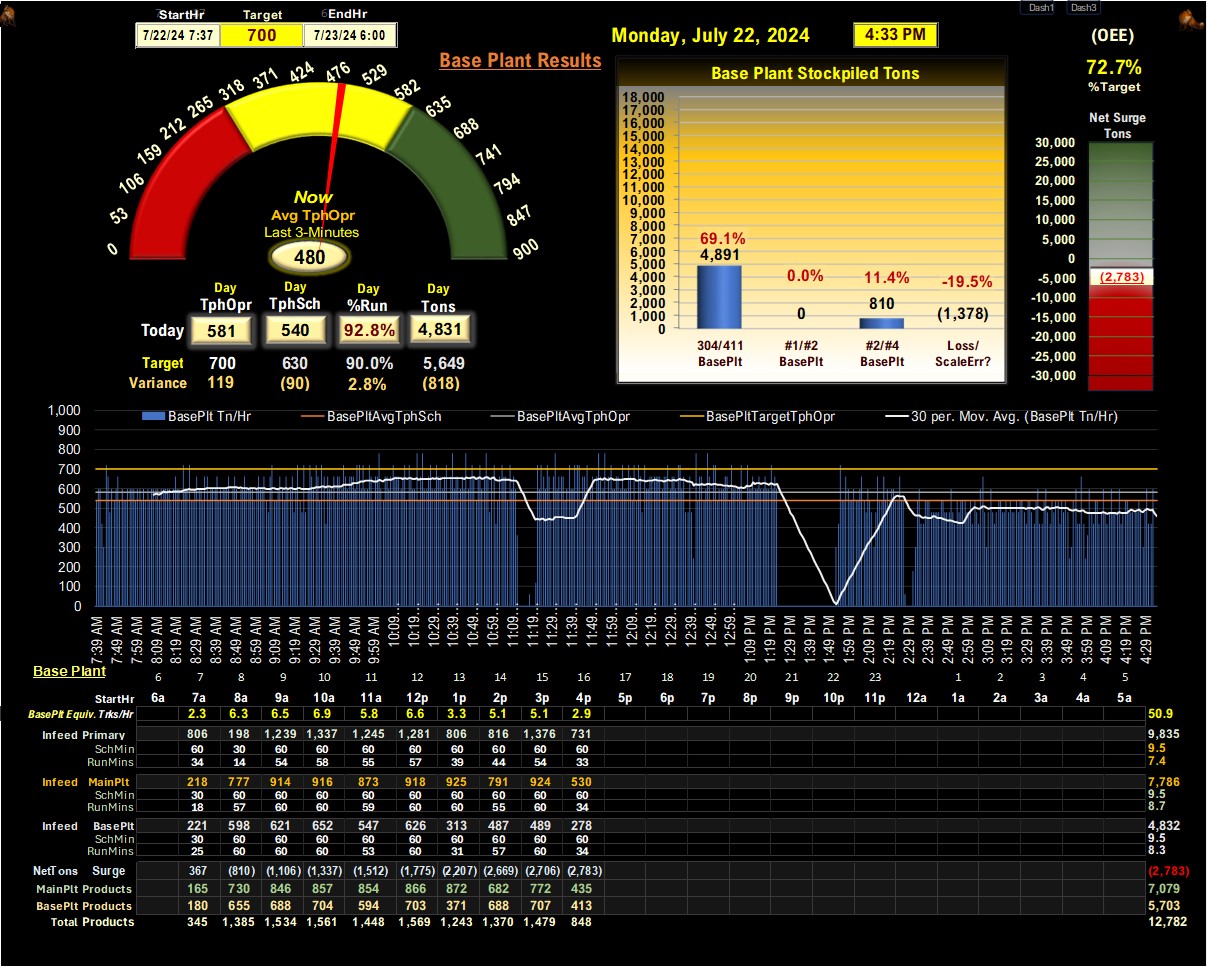 Dash1 Dash3
StartHr Target EndHr
7/22/24 7:37 700 7/23/24 6:00
Monday, July 22, 2024 4:33 PM
(OEE)
72.7%
%Target
Base Plant Results
0 53 106 159 212 265 318 371 424 476 529 582 635 688 741 794 847 900
Now
Avg TphOpr
Last 3-Minutes
480
Day Day Day Day
TphOpr TphSch %Run Tons
Today 581 540 92.8% 4,831
Target 700 630 90.0% 5,649
Variance 119 (90) 2.8% (818)
Base Plant Stockpiled Tons
18,000
17,000
16,000
15,000
14,000
13,000
12,000
11,000
10,000
9,000
8,000
7,000
6,000
5,000
4,000
3,000
2,000
1,000
0
69.1% 0.0% 11.4% -19.5%
4,891 0 810 (1,378)
304/411 #1/#2 #2/#4 Loss/
BasePlt BasePlt BasePlt ScaleErr?
Net Surge
Tons
30,000
25,000
20,000
15,000
10,000
5,000
0
-5,000
-10,000
-15,000
-20,000
-25,000
-30,000
(2,783)
BasePlt Tn/Hr BasePltAvgTphSch BasePltAvgTphOpr BasePltTargetTphOpr 30 per. Mov. Avg. (BasePlt Tn/Hr)
1,000
900
800
700
600
500
400
300
200
100
0
7:39 AM 7:49 AM 7:59 AM 8:09 AM 8:19 AM 8:29 AM 8:39 AM 8:49 AM 8:59 AM 9:09 AM 9:19 AM 9:29 AM 9:39 AM 9:49 AM 9:59 AM 10:09… 10:19… 10:29… 10:39… 10:49… 10:59… 11:09… 11:19… 11:29… 11:39… 11:49… 11:59… 12:09… 12:19… 12:29… 12:39… 12:49… 12:59… 1:09 PM 1:19 PM 1:29 PM 1:39 PM 1:49 PM 1:59 PM 2:09 PM 2:19 PM 2:29 PM 2:39 PM 2:49 PM 2:59 PM 3:09 PM 3:19 PM 3:29 PM 3:39 PM 3:49 PM 3:59 PM 4:09 PM 4:19 PM 4:29 PM
Base Plant
6 7 8 9 10 11 12 13 14 15 16 17 18 19 20 21 22 23 1 2 3 4 5
StartHr 6a 7a 8a 9a 10a 11a 12p 1p 2p 3p 4p 5p 6p 7p 8p 9p 10p 11p 12a 1a 2a 3a 4a 5a
BasePlt Equiv. Trks/Hr 2.3 6.3 6.5 6.9 5.8 6.6 3.3 5.1 5.1 2.9 50.9
Infeed Primary 806 198 1,239 1,337 1,245 1,281 806 816 1,376 731 9,835
SchMin 60 30 60 60 60 60 60 60 60 60 9.5
RunMins 34 14 54 58 55 57 39 44 54 33 7.4
Infeed MainPlt 218 777 914 916 873 918 925 791 924 530 7,786
SchMin 30 60 60 60 60 60 60 60 60 60 9.5
RunMins 18 57 60 60 59 60 60 55 60 34 8.7
Infeed BasePlt 221 598 621 652 547 626 313 487 489 278 4,832
SchMin 30 60 60 60 60 60 60 60 60 60 9.5
RunMins 25 60 60 60 53 60 31 57 60 34 8.3
NetTons Surge 367 (810) (1,106) (1,337) (1,512) (1,775) (2,207) (2,669) (2,706) (2,783) (2,783)
MainPlt Products 165 730 846 857 854 866 872 682 772 435 7,079
BasePlt Products 180 655 688 704 594 703 371 688 707 413 5,703
Total Products 345 1,385 1,534 1,561 1,448 1,569 1,243 1,370 1,479 848 12,782